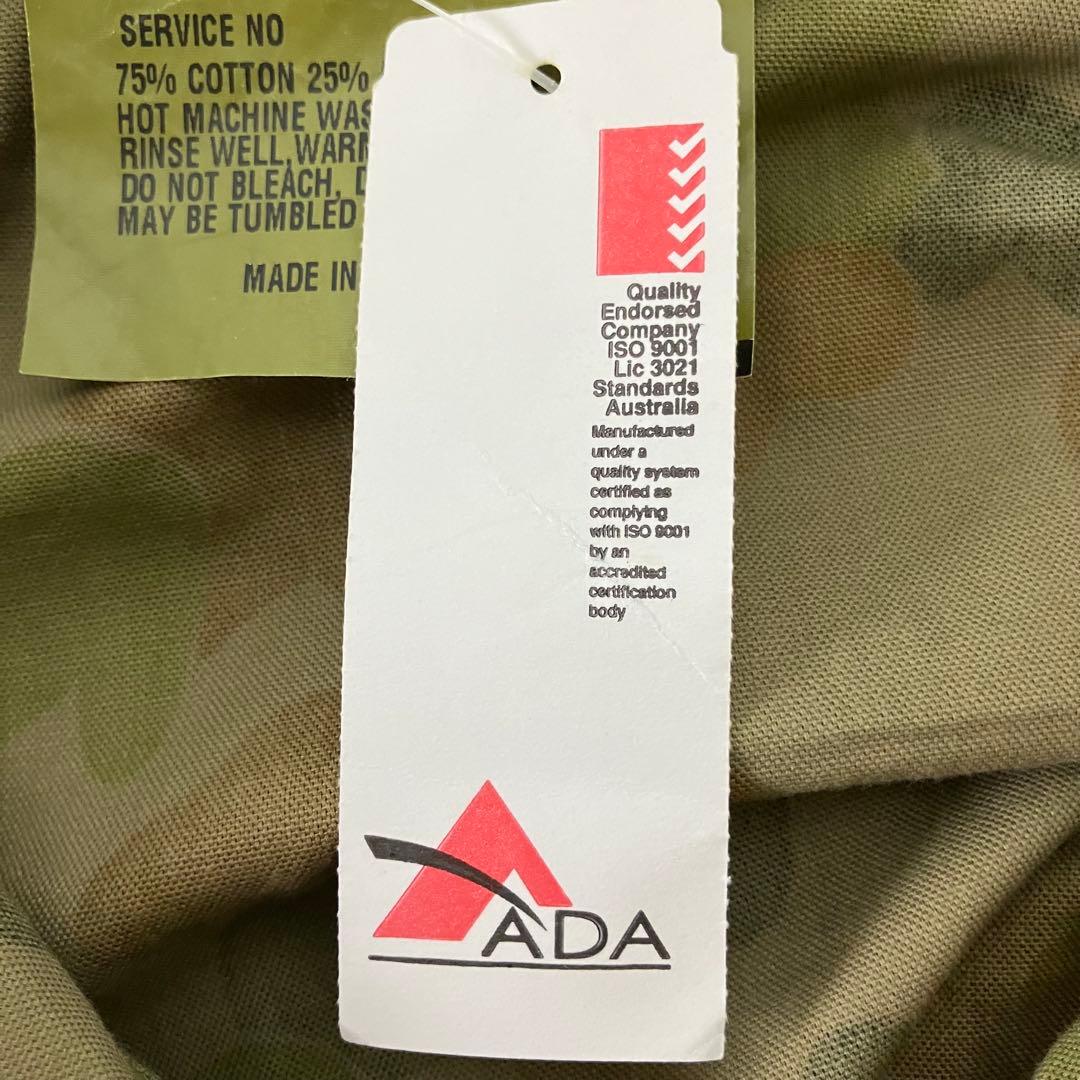 SERVICE NO
75% COTTON 25%
HOT MACHINE WAS
RINSE WELL, WARM
DO NOT BLEACH, D
MAY BE TUMBLED
MADE IN
Quality
Endorsed
Company
ISO 9001
Lic 3021
Standards
Australia
Manufactured
under a
quality system
certified as
complying
with ISO 9001
by an
accredited
certification
body
ADA